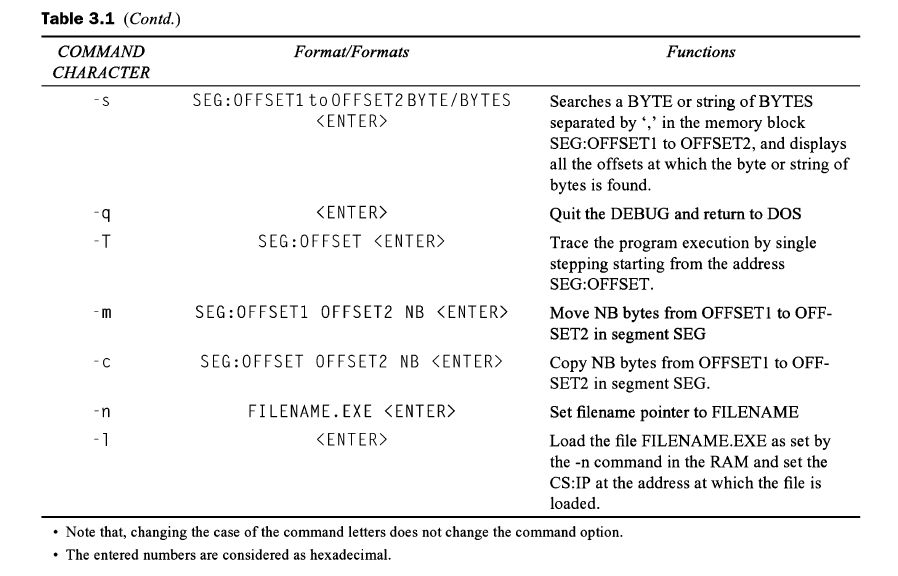 Table 3.1 (Contd.)
COMMAND CHARACTER Format/Formats Functions
-s SEG:OFFSET1 to OFFSET2 BYTE/BYTES <ENTER> Searches a BYTE or string of BYTES
separated by ‘,’ in the memory block
SEG:OFFSET1 to OFFSET2, and displays
all the offsets at which the byte or string of
bytes is found.
-q <ENTER> Quit the DEBUG and return to DOS
-T SEG:OFFSET <ENTER> Trace the program execution by single
stepping starting from the address
SEG:OFFSET.
-m SEG:OFFSET1 OFFSET2 NB <ENTER> Move NB bytes from OFFSET1 to OFF-
SET2 in segment SEG
-c SEG:OFFSET OFFSET2 NB <ENTER> Copy NB bytes from OFFSET1 to OFF-
SET2 in segment SEG.
-n FILENAME.EXE <ENTER> Set filename pointer to FILENAME
-l <ENTER> Load the file FILENAME.EXE as set by
the -n command in the RAM and set the
CS:IP at the address at which the file is
loaded.
• Note that, changing the case of the command letters does not change the command option.
• The entered numbers are considered as hexadecimal.